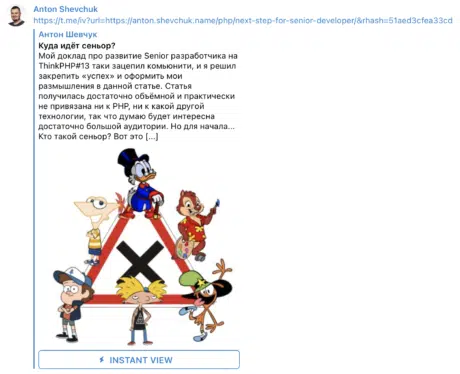 Anton Shevchuk
https://t.me/iv?url=https://anton.shevchuk.name/php/next-step-for-senior-developer/&rhash=51aed3cfea33cd
Антон Шевчук
Куда идёт сеньор?
Мой доклад про развитие Senior разработчика на
ThinkPHP#13 таки зацепил комьюнити, и я решил
закрепить «успех» и оформить мои
размышления в данной статье. Статья
получилась достаточно объёмной и практически
не привязана ни к PHP, ни к какой другой
технологии, так что думаю будет интересна
достаточно большой аудитории. Но для начала...
Кто такой сеньор? Вот это [...]
INSTANT VIEW